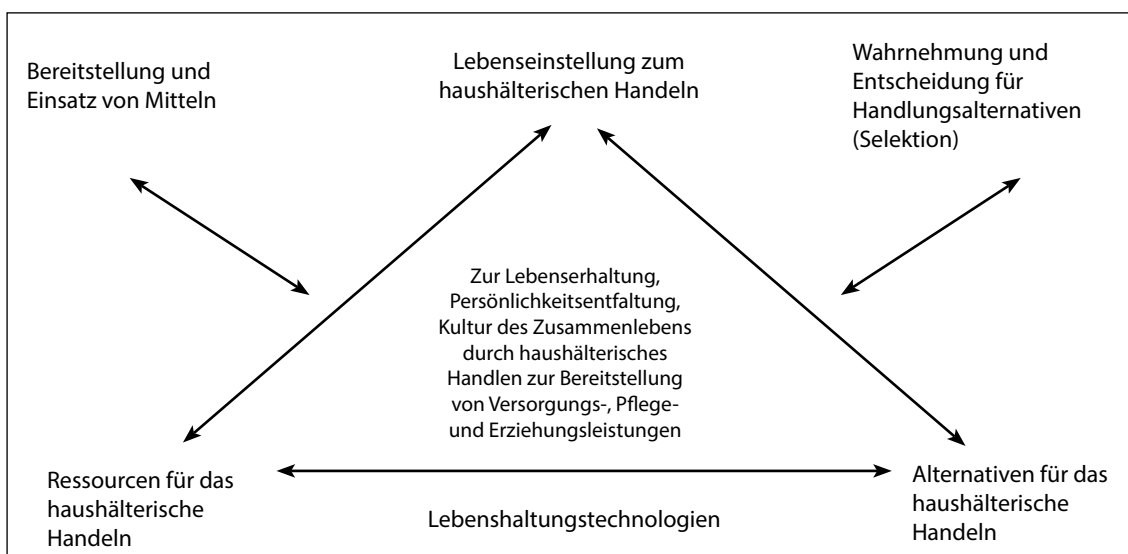 Bereitstellung und
Einsatz von Mitteln
Lebenseinstellung zum
haushälterischen Handeln
Wahrnehmung und
Entscheidung für
Handlungsalternativen
(Selektion)
Zur Lebenserhaltung,
Persönlichkeitsentfaltung,
Kultur des Zusammenlebens
durch haushälterisches
Handlen zur Bereitstellung
von Versorgungs-, Pflege-
und Erziehungsleistungen
Ressourcen für das
haushälterische
Handeln
Lebenshaltungstechnologien
Alternativen für das
haushälterische
Handeln